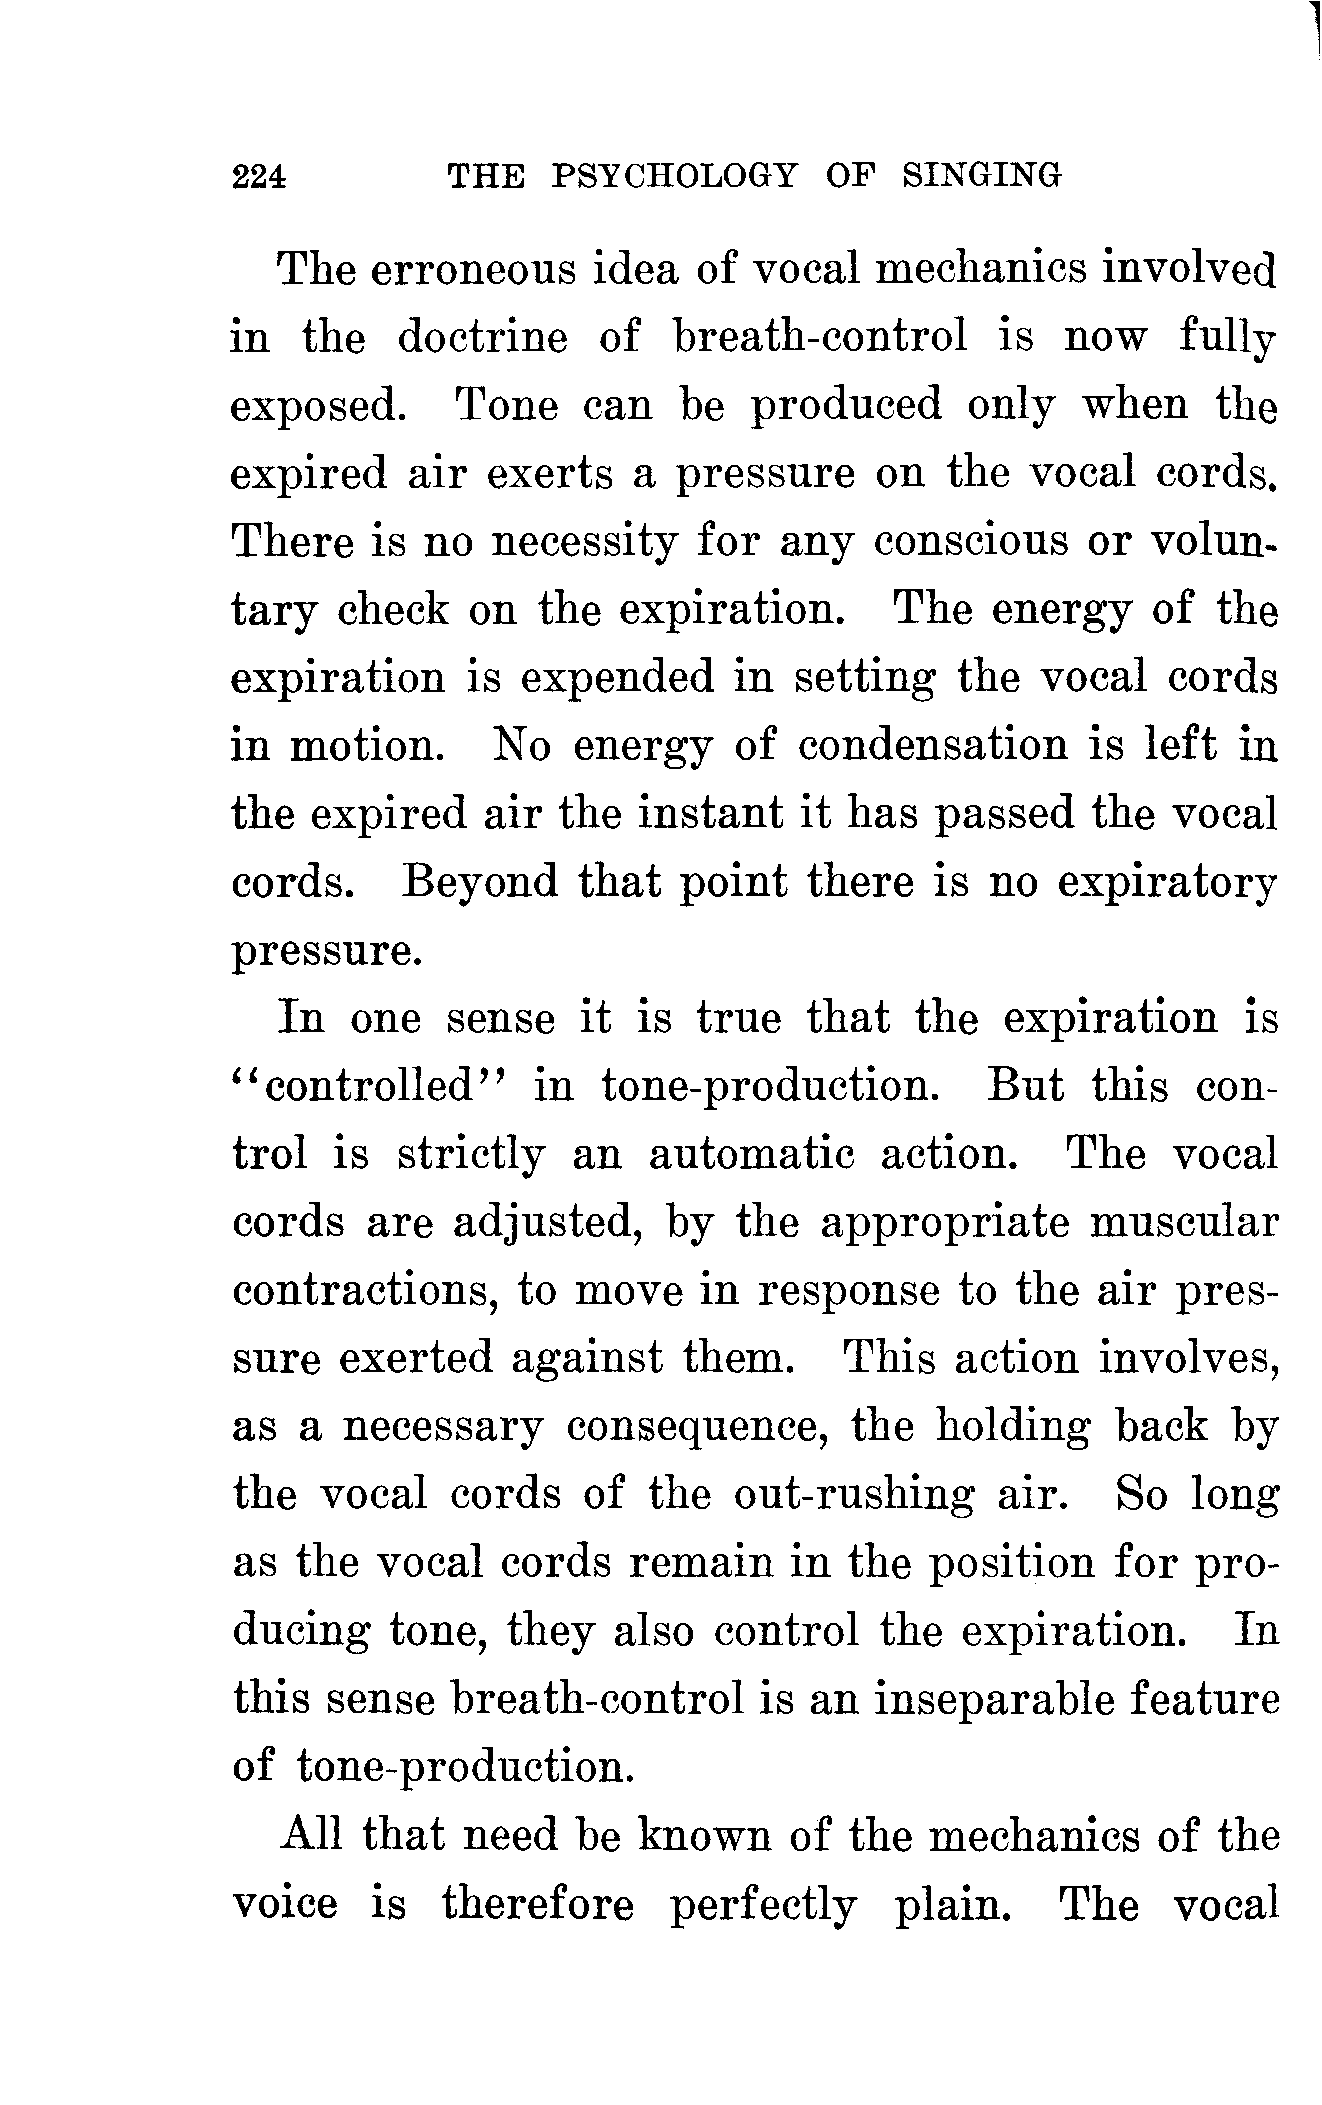 224 THE PSYCHOLOGY OF SINGING
The erroneous idea of vocal mechanics involved
in the doctrine of breath-control is now fully
exposed. Tone can be produced only when the
expired air exerts a pressure on the vocal cords.
There is no necessity for any conscious or volun-
tary check on the expiration. The energy of the
expiration is expended in setting the vocal cords
in motion. No energy of condensation is left in
the expired air the instant it has passed the vocal
cords. Beyond that point there is no expiratory
pressure.
In one sense it is true that the expiration is
‘‘controlled’’ in tone-production. But this con-
trol is strictly an automatic action. The vocal
cords are adjusted, by the appropriate muscular
contractions, to move in response to the air pres-
sure exerted against them. This action involves,
as a necessary consequence, the holding back by
the vocal cords of the out-rushing air. So long
as the vocal cords remain in the position for pro-
ducing tone, they also control the expiration. In
this sense breath-control is an inseparable feature
of tone-production.
All that need be known of the mechanics of the
voice is therefore perfectly plain. The vocal